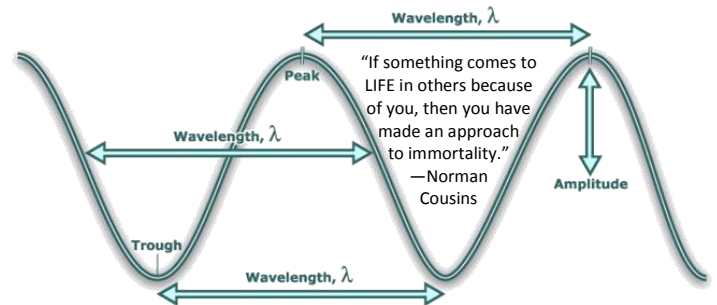 Wavelength, λ
Peak
“If something comes to
LIFE in others because
of you, then you have
made an approach
to immortality.”
—Norman
Cousins
Wavelength, λ
Amplitude
Trough
Wavelength, λ